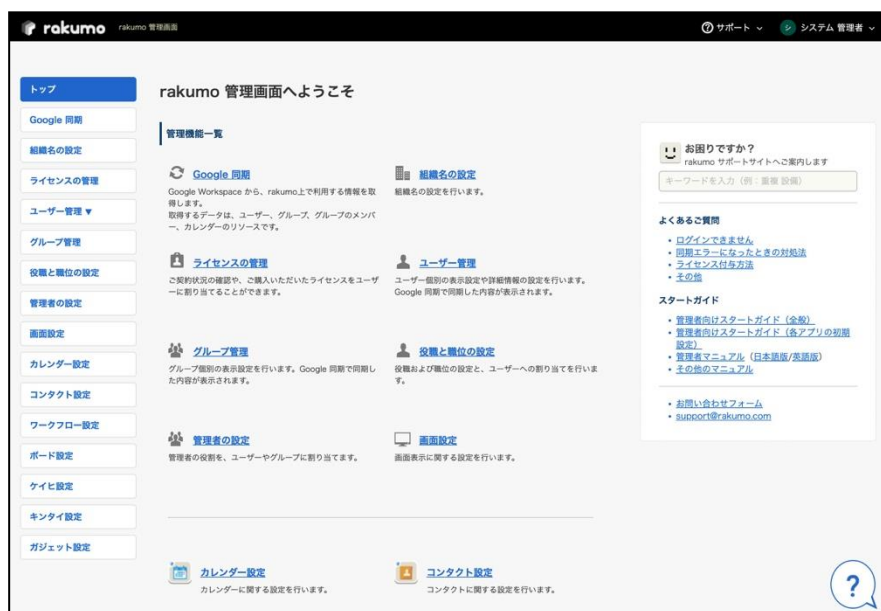 rakumo rakumo 管理画面
サポート
シ システム 管理者
トップ
Google 同期
組織名の設定
ライセンスの管理
ユーザー管理 ▼
グループ管理
役職と職位の設定
管理者の設定
画面設定
カレンダー設定
コンタクト設定
ワークフロー設定
ボード設定
ケイヒ設定
キンタイ設定
ガジェット設定
rakumo 管理画面へようこそ
管理機能一覧
Google 同期
Google Workspace から、rakumo上で利用する情報を取
得します。
取得するデータは、ユーザー、グループ、グループのメンバ
ー、カレンダーのリソースです。
組織名の設定
組織名の設定を行います。
ライセンスの管理
ご契約状況の確認や、ご購入いただいたライセンスをユーザ
ーに割り当てることができます。
ユーザー管理
ユーザー個別の表示設定や詳細情報の設定を行います。
Google 同期で同期した内容が表示されます。
グループ管理
グループ個別の表示設定を行います。Google 同期で同期し
た内容が表示されます。
役職と職位の設定
役職および職位の設定と、ユーザーへの割り当てを行いま
す。
管理者の設定
管理者の役割を、ユーザーやグループに割り当てます。
画面設定
画面表示に関する設定を行います。
カレンダー設定
カレンダーに関する設定を行います。
コンタクト設定
コンタクトに関する設定を行います。
お困りですか？
rakumo サポートサイトへご案内します
キーワードを入力（例：重複 設備）
よくあるご質問
・ログインできません
・同期エラーになったときの対処法
・ライセンス付与方法
・その他
スタートガイド
・管理者向けスタートガイド（全般）
・管理者向けスタートガイド（各アプリの初期
設定）
・管理者マニュアル（日本語版/英語版）
・その他のマニュアル
・お問い合わせフォーム
・support@rakumo.com
?